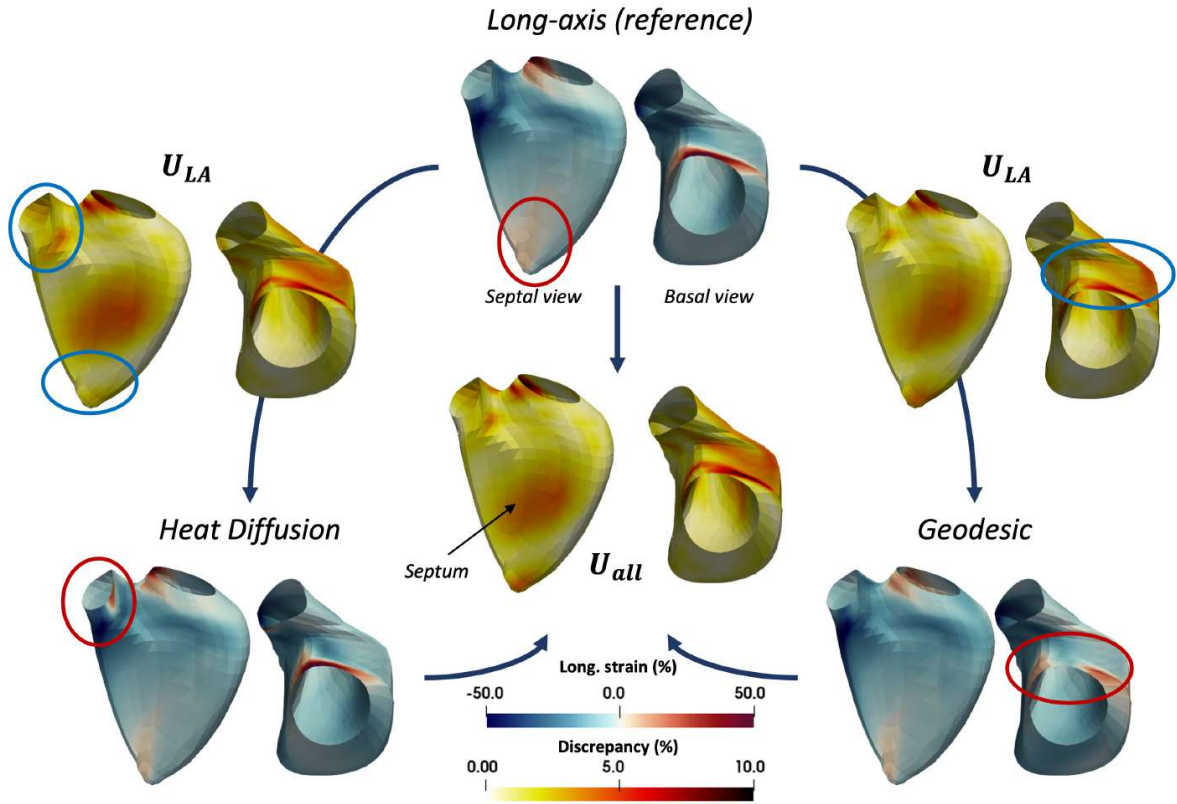 Long-axis (reference)
U_LA
U_LA
Septal view
Basal view
Heat Diffusion
Geodesic
Septum
U_all
Long. strain (%)
-50.0 0.0 50.0
Discrepancy (%)
0.00 5.0 10.0